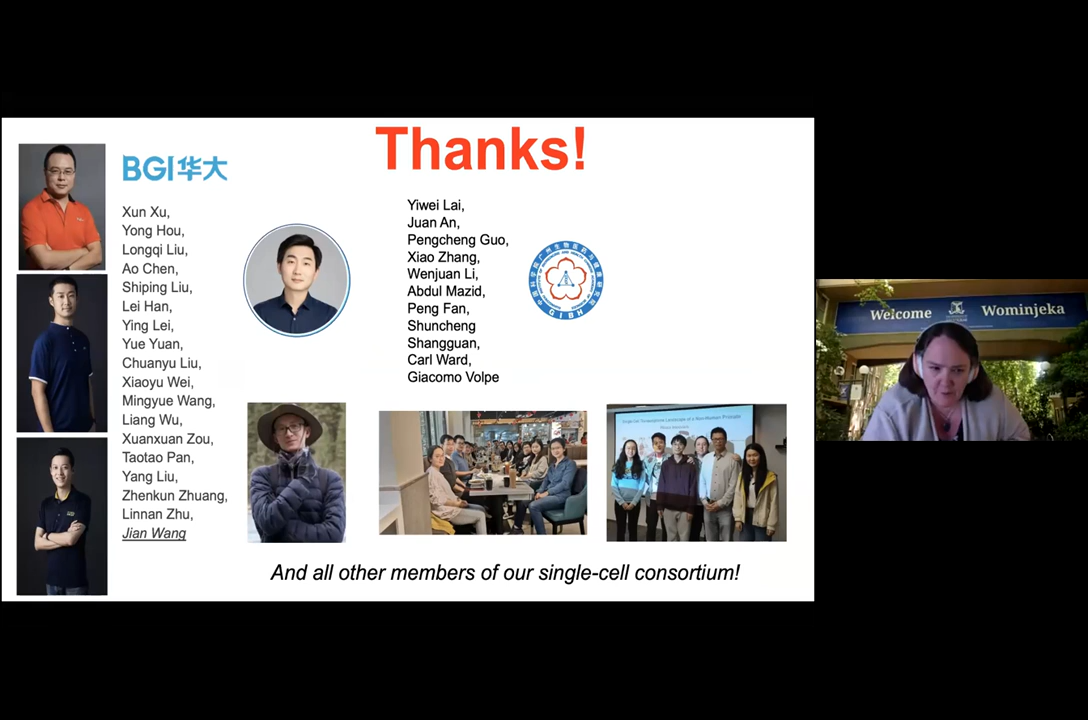 Thanks!
BGI华大
Xun Xu,
Yong Hou,
Longqi Liu,
Ao Chen,
Shiping Liu,
Lei Han,
Ying Lei,
Yue Yuan,
Chuanyu Liu,
Xiaoyu Wei,
Mingyue Wang,
Liang Wu,
Xuanxuan Zou,
Taotao Pan,
Yang Liu,
Zhenkun Zhuang,
Linnan Zhu,
Jian Wang
Yiwei Lai,
Juan An,
Pengcheng Guo,
Xiao Zhang,
Wenjuan Li,
Abdul Mazid,
Peng Fan,
Shuncheng
Shangguan,
Carl Ward,
Giacomo Volpe
GIBH
And all other members of our single-cell consortium!
Welcome Wominjeka